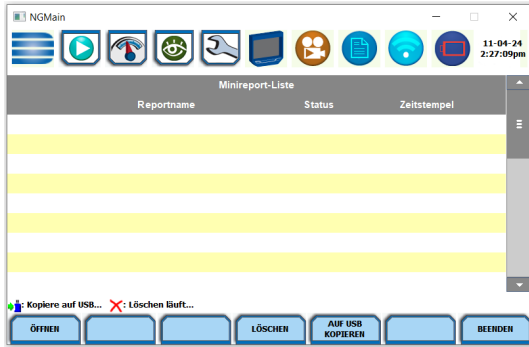 NGMain
11-04-24
2:27:09pm
Minireport-Liste
Reportname Status Zeitstempel
: Kopiere auf USB... : Löschen läuft...
ÖFFNEN LÖSCHEN AUF USB KOPIEREN BEENDEN